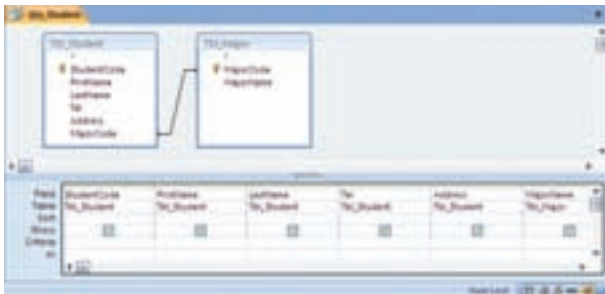 Tbl_Student Tbl_Major
*
StudentCode MajorCode
FirstName MajorName
LastName
Tel
Address
MajorCode
Field StudentCode FirstName LastName Tel Address MajorName
Table Tbl_Student Tbl_Student Tbl_Student Tbl_Student Tbl_Student Tbl_Major
Sort
Show
Criteria
or